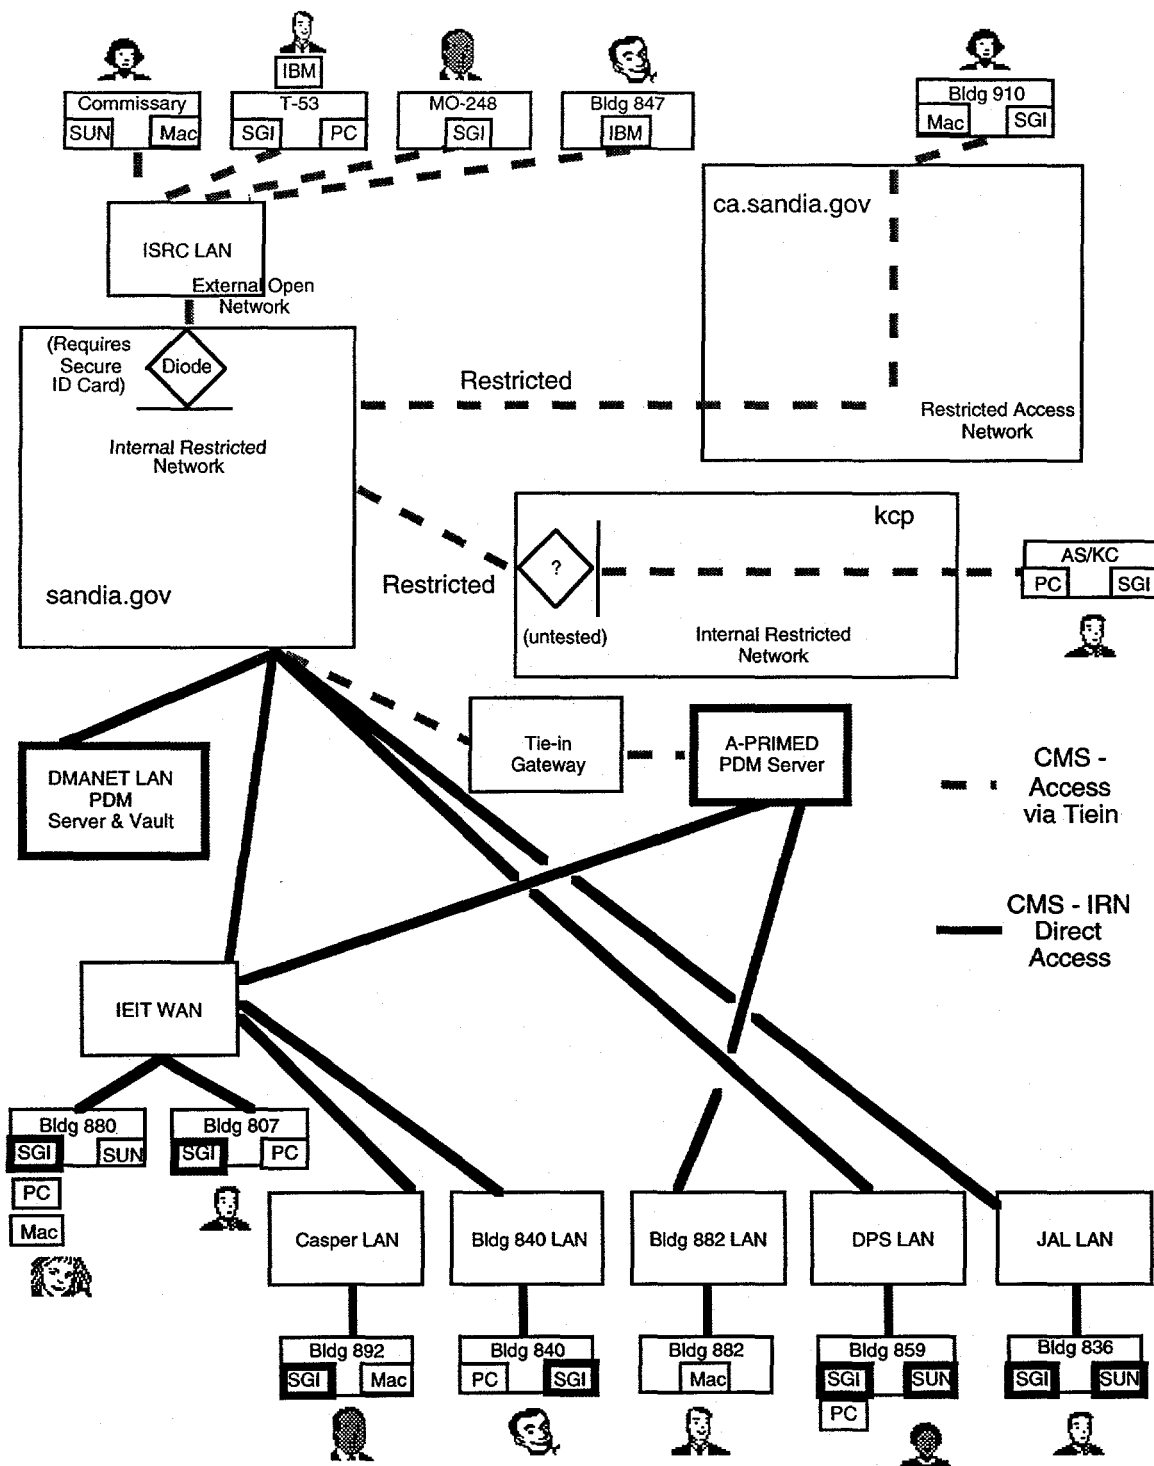 IBM
Commissary
SUN Mac
T-53
SGI PC
MO-248
SGI
Bldg 847
IBM
Bldg 910
Mac SGI
ca.sandia.gov
ISRC LAN
External Open
Network
(Requires
Secure
ID Card)
Diode
Restricted
Restricted Access
Network
Internal Restricted
Network
kcp
?
AS/KC
PC SGI
Restricted
sandia.gov
(untested)
Internal Restricted
Network
Tie-in
Gateway
A-PRIMED
PDM Server
CMS -
Access
via Tiein
DMANET LAN
PDM
Server & Vault
CMS - IRN
Direct
Access
IEIT WAN
Bldg 880
SGI SUN
PC
Mac
Bldg 807
SGI PC
Casper LAN
Bldg 840 LAN
Bldg 882 LAN
DPS LAN
JAL LAN
Bldg 892
SGI Mac
Bldg 840
PC SGI
Bldg 882
Mac
Bldg 859
SGI SUN
PC
Bldg 836
SGI SUN